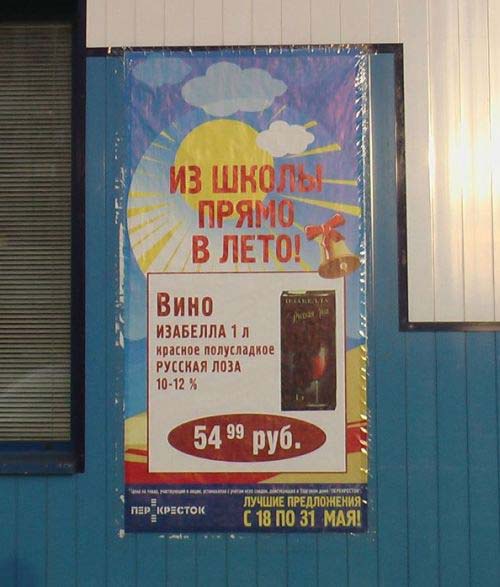 ИЗ ШКОЛЫ
ПРЯМО
В ЛЕТО!
Вино
ИЗАБЕЛЛА 1 л
красное полусладкое
РУССКАЯ ЛОЗА
10-12 %
ИЗАБЕЛЛА
Русская лоза
54 99 руб.
ПЕРЕКРЕСТОК
ЛУЧШИЕ ПРЕДЛОЖЕНИЯ
С 18 ПО 31 МАЯ!